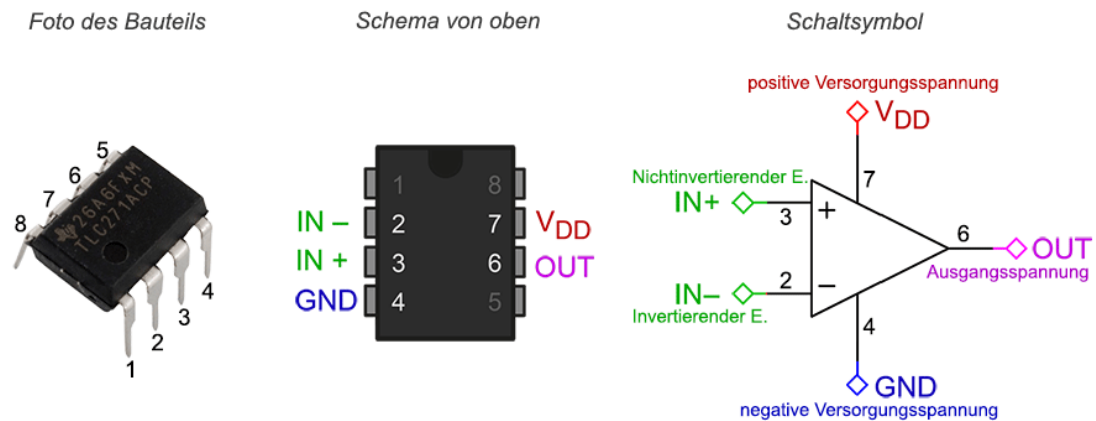 Foto des Bauteils
Schema von oben
Schaltsymbol
5
6
7
8
26A6FXM
TLC271ACP
4
3
2
1
1 8
IN – 2 7 VDD
IN + 3 6 OUT
GND 4 5
positive Versorgungsspannung
VDD
7
Nichtinvertierender E.
IN+
3
+
6
OUT
Ausgangsspannung
2
IN–
–
Invertierender E.
4
GND
negative Versorgungsspannung